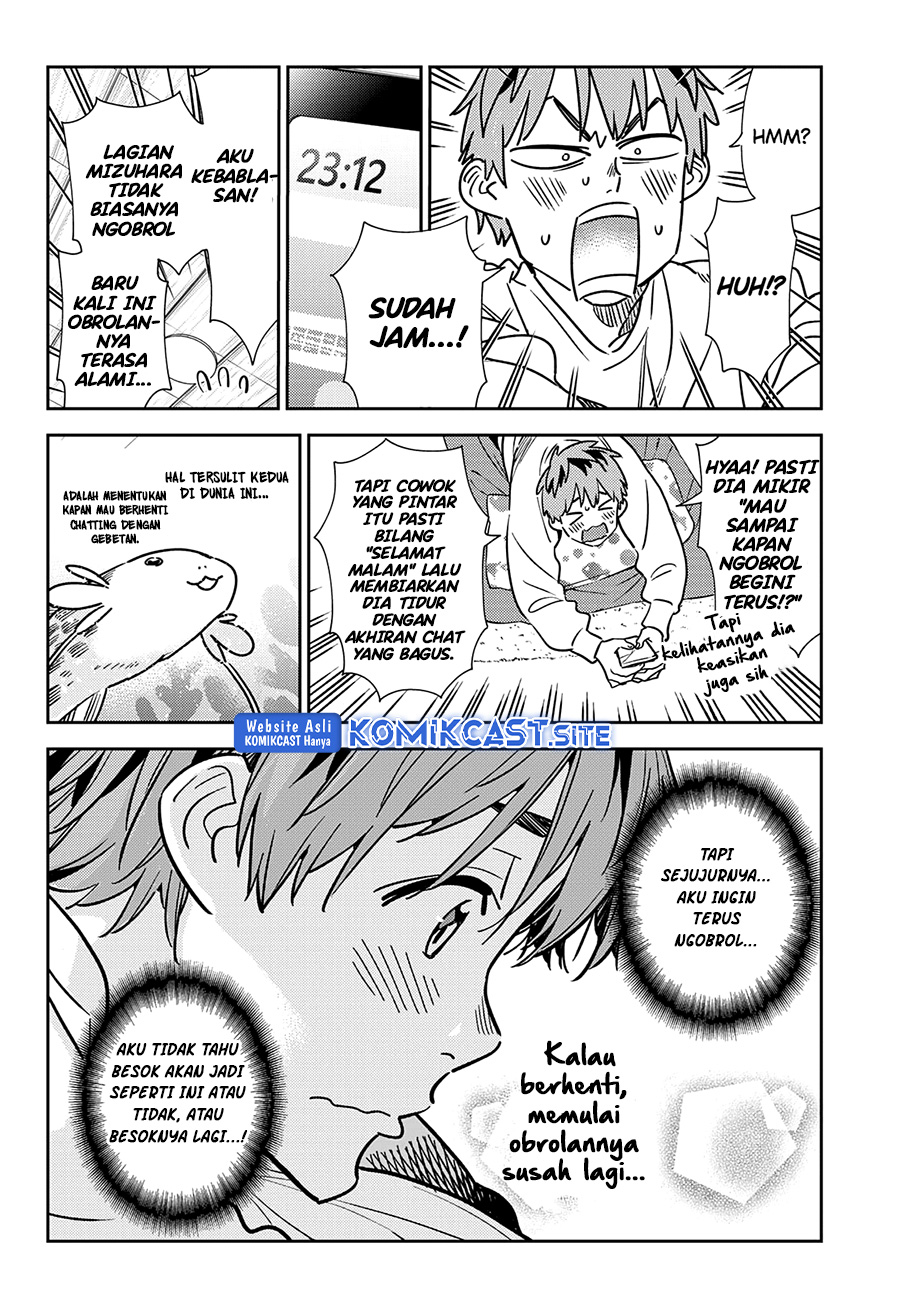 HMM?
HUH!?
SUDAH
JAM...!
23:12
AKU
KEBABLA-
SAN!
LAGIAN
MIZUHARA
TIDAK
BIASANYA
NGOBROL
BARU
KALI INI
OBROLAN-
NYA
TERASA
ALAMI...
HYAA! PASTI
DIA MIKIR
"MAU
SAMPAI
KAPAN
NGOBROL
BEGINI
TERUS!?"
Tapi
kelihatannya dia
keasikan
juga sih
TAPI COWOK
YANG PINTAR
ITU PASTI
BILANG
"SELAMAT
MALAM" LALU
MEMBIARKAN
DIA TIDUR
DENGAN
AKHIRAN CHAT
YANG BAGUS.
HAL TERSULIT KEDUA
DI DUNIA INI...
ADALAH MENENTUKAN
KAPAN MAU BERHENTI
CHATTING DENGAN
GEBETAN.
Website Asli
KOMIKCAST Hanya
KOMIKCAST.SITE
TAPI
SEJUJURNYA...
AKU INGIN
TERUS
NGOBROL...
Kalau
berhenti,
memulai
obrolannya
susah lagi...
AKU TIDAK TAHU
BESOK AKAN JADI
SEPERTI INI ATAU
TIDAK, ATAU
BESOKNYA LAGI...!